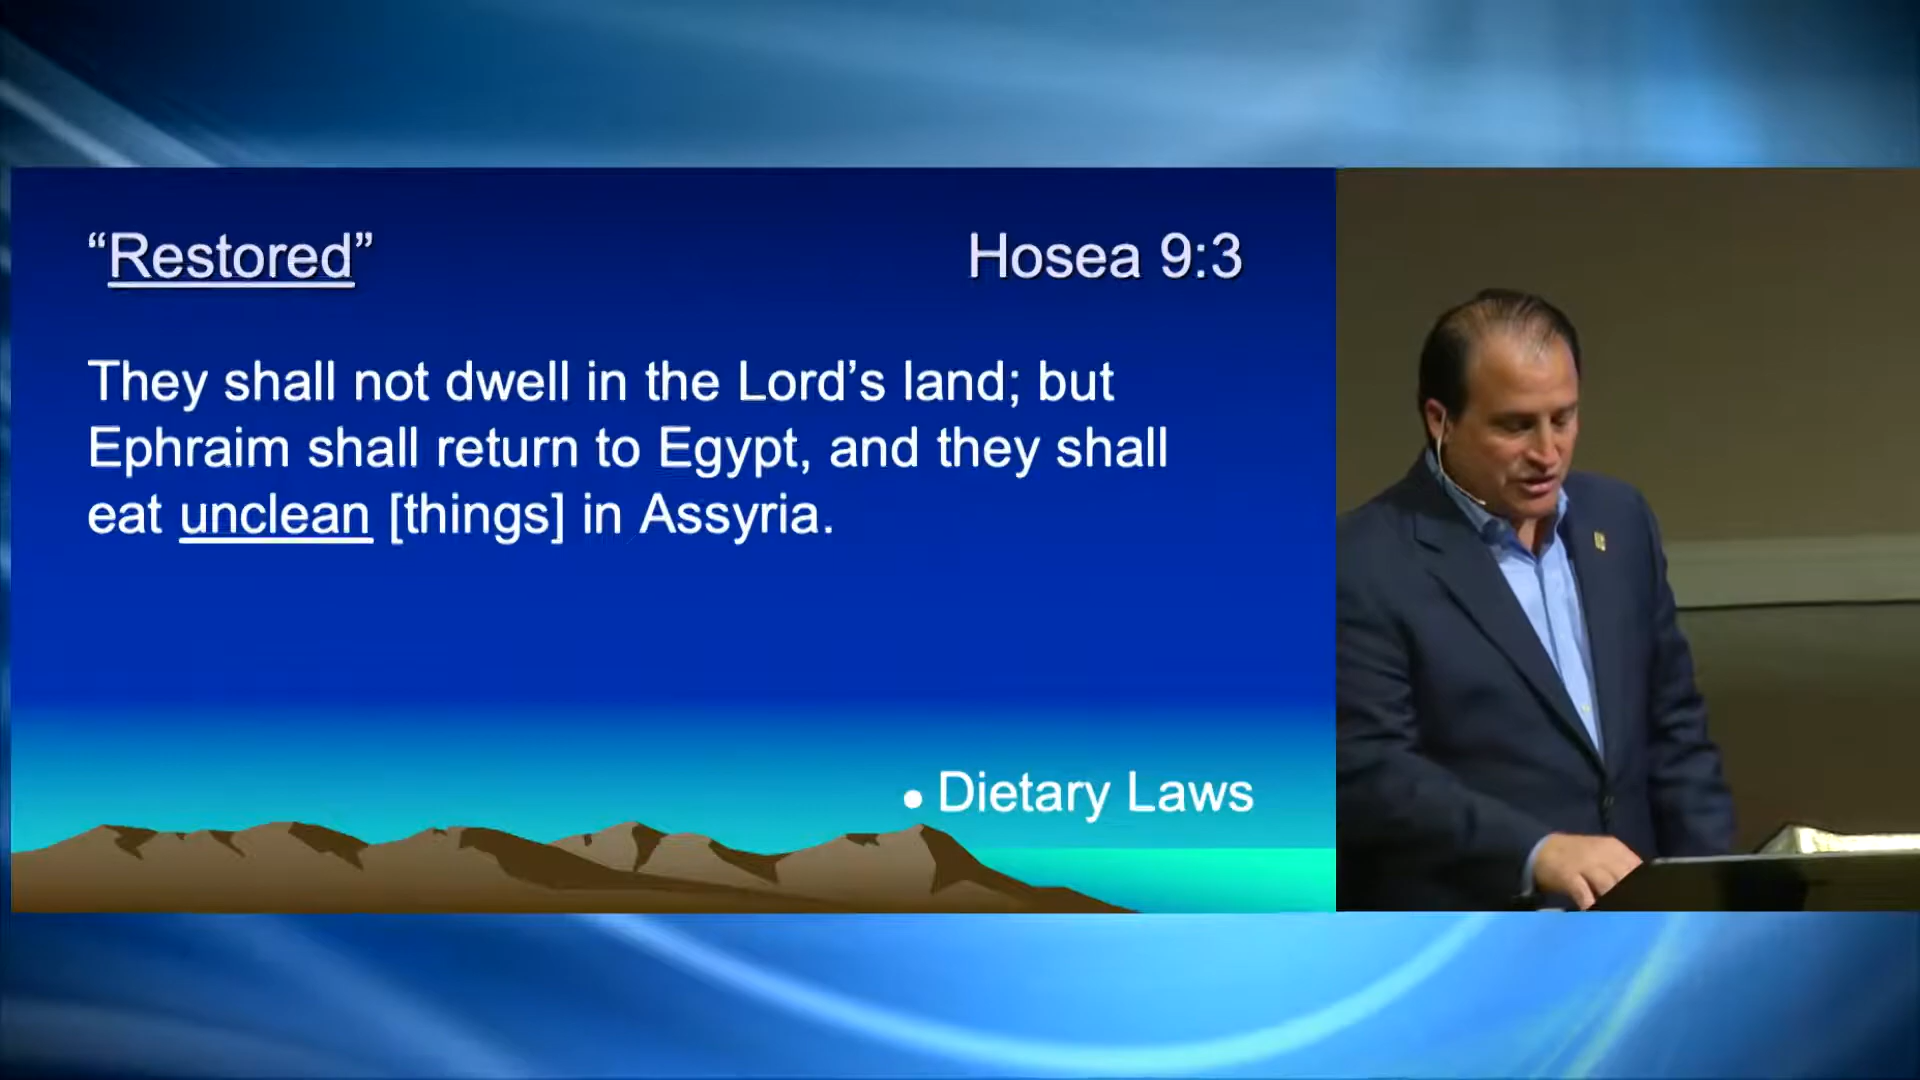 “Restored”
Hosea 9:3
They shall not dwell in the Lord’s land; but
Ephraim shall return to Egypt, and they shall
eat unclean [things] in Assyria.
• Dietary Laws